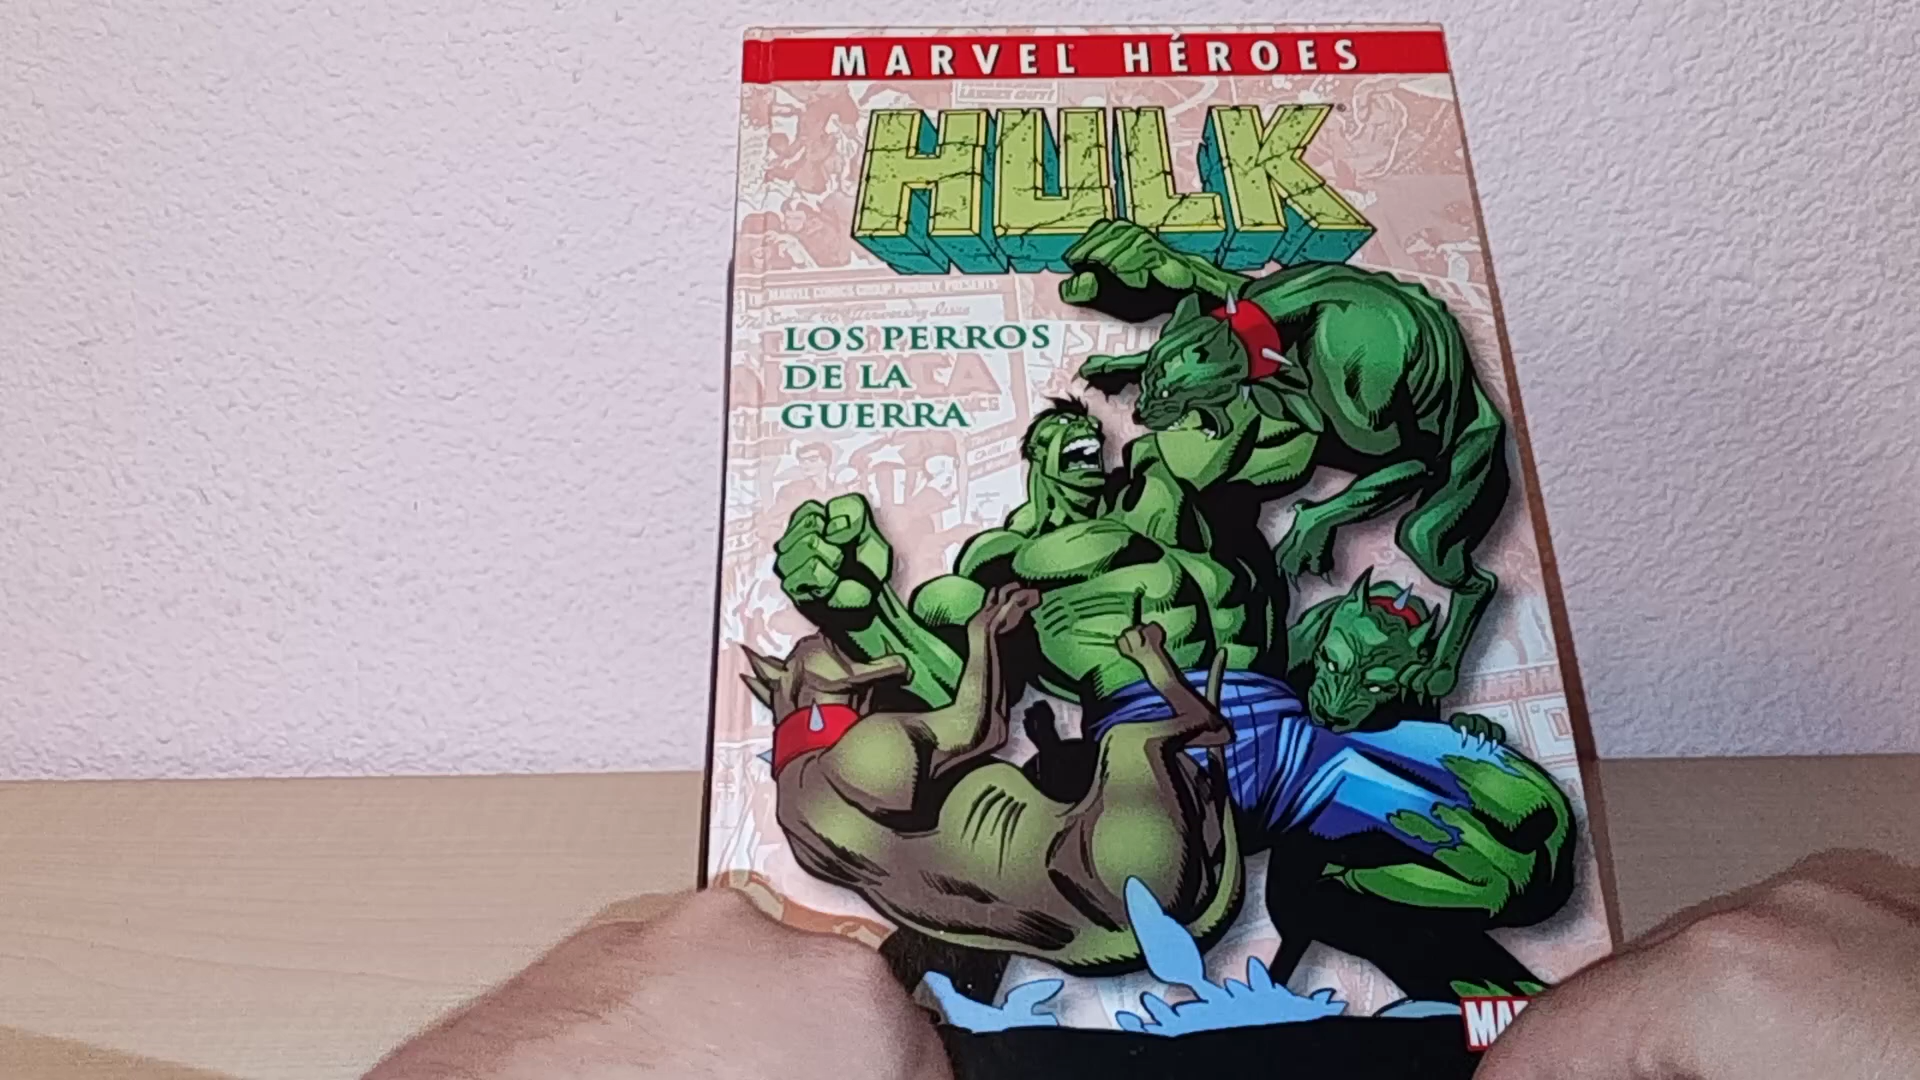 MARVEL HÉROES
HULK
LOS PERROS
DE LA
GUERRA